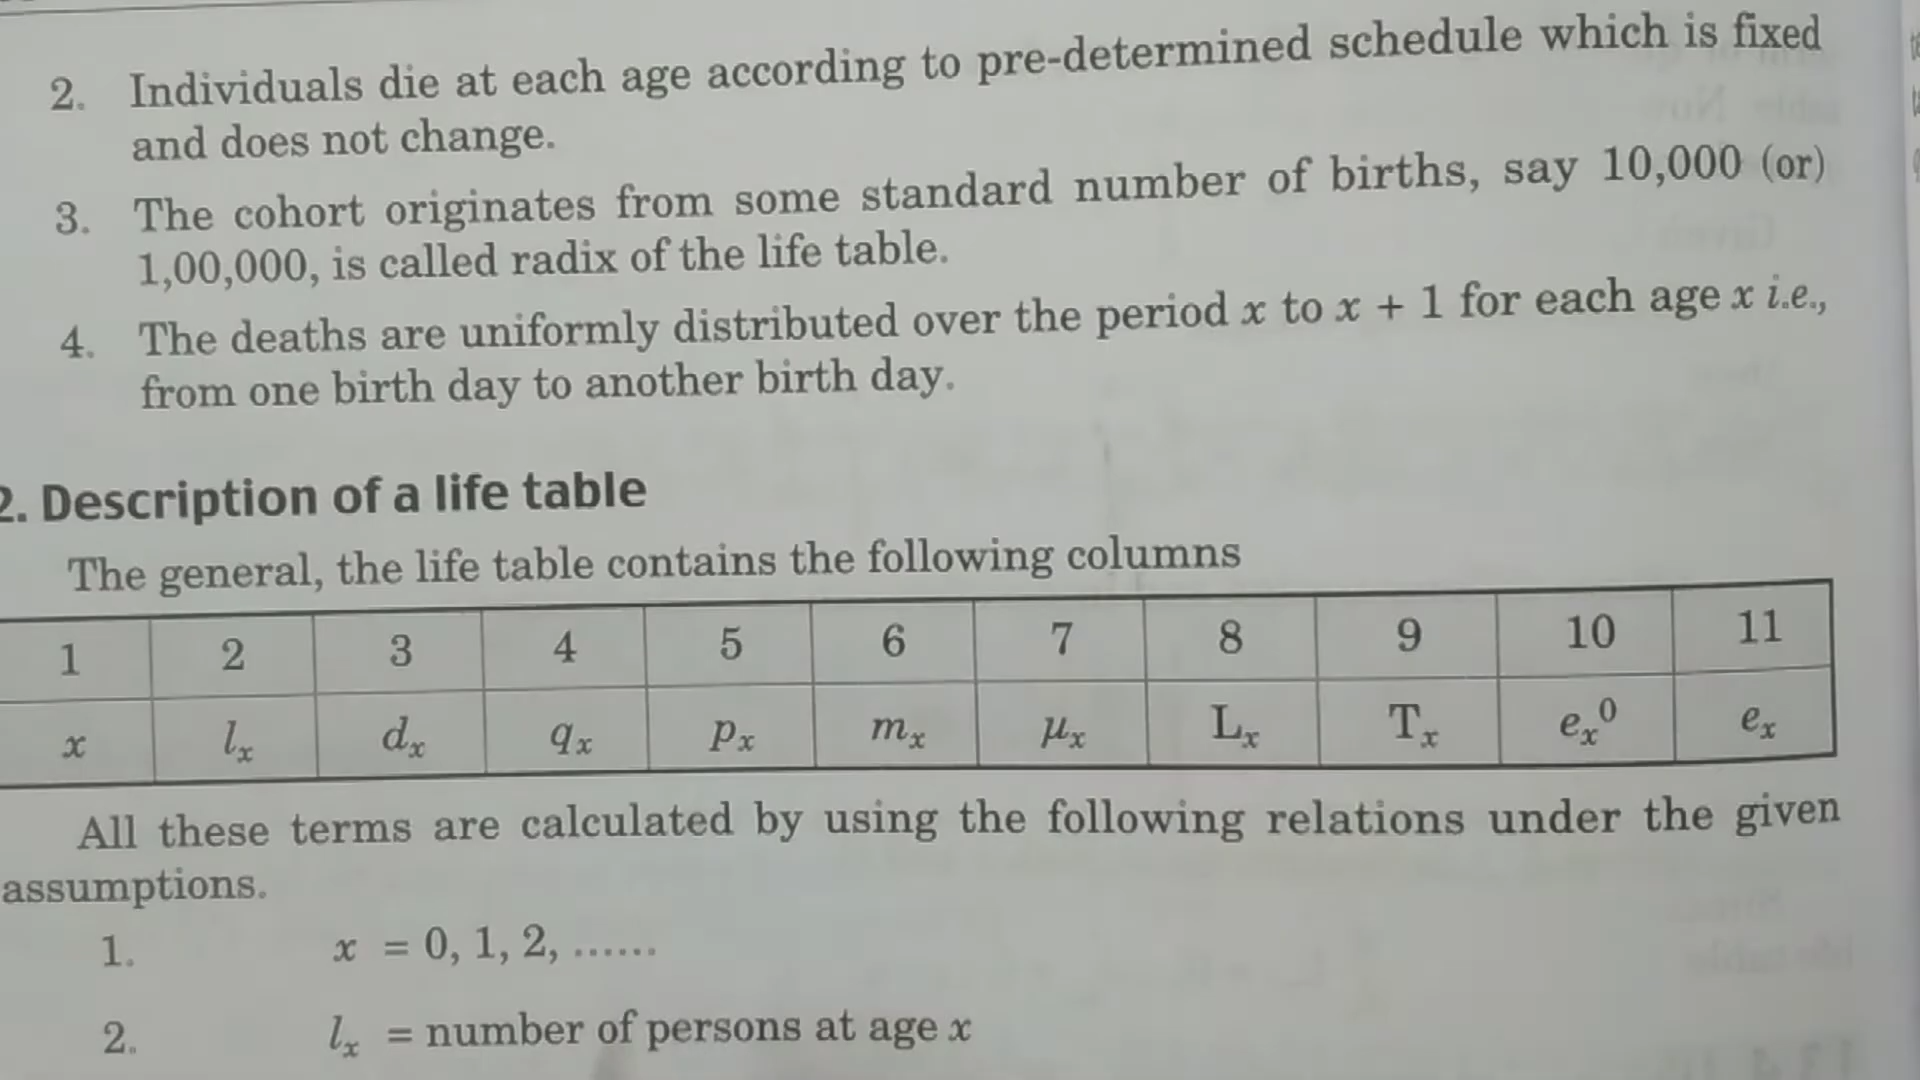 2. Individuals die at each age according to pre-determined schedule which is fixed
and does not change.
3. The cohort originates from some standard number of births, say 10,000 (or)
1,00,000, is called radix of the life table.
4. The deaths are uniformly distributed over the period x to x + 1 for each age x i.e.,
from one birth day to another birth day.
2. Description of a life table
The general, the life table contains the following columns
1 2 3 4 5 6 7 8 9 10 11
x lₓ dₓ qₓ pₓ mₓ μₓ Lₓ Tₓ eₓ⁰ eₓ
All these terms are calculated by using the following relations under the given
assumptions.
1. x = 0, 1, 2, ......
2. lₓ = number of persons at age x